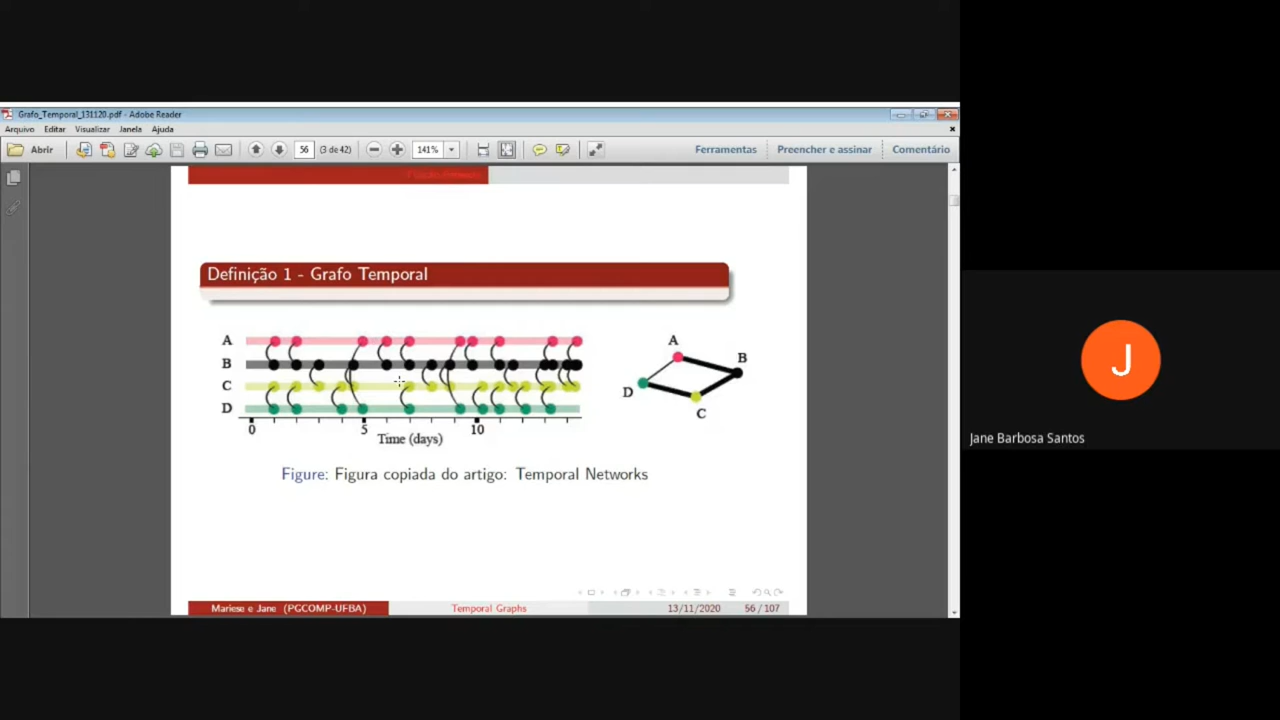 Grafo_Temporal_131120.pdf - Adobe Reader
Arquivo Editar Visualizar Janela Ajuda
Abrir 56 (3 de 42) 141% Ferramentas Preencher e assinar Comentário
Definição 1 - Grafo Temporal
A
B
C
D
0 5 10
Time (days)
A
B
D
C
Figure: Figura copiada do artigo: Temporal Networks
Mariese e Jane (PGCOMP-UFBA) Temporal Graphs 13/11/2020 56 / 107
J
Jane Barbosa Santos